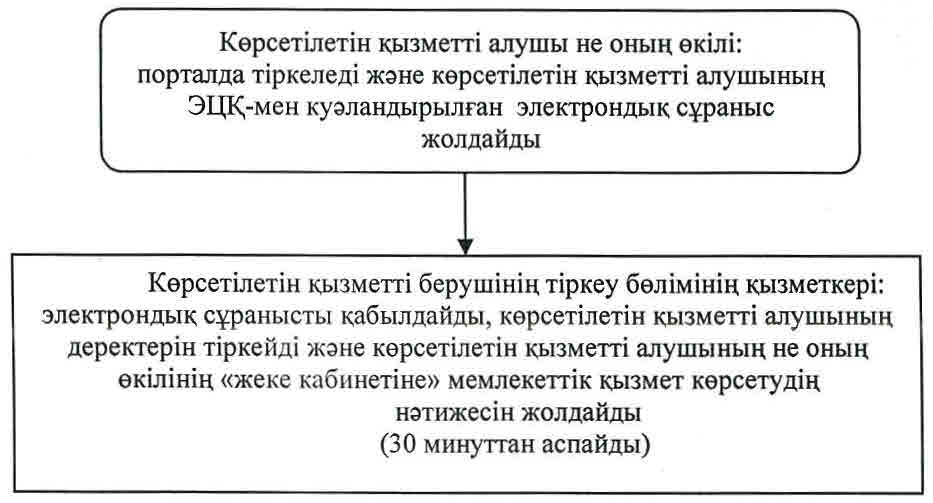 Көрсетілетін қызметті алушы не оның өкілі:
порталда тіркеледі және көрсетілетін қызметті алушының
ЭЦҚ-мен куәландырылған электрондық сұраныс
жолдайды
Көрсетілетін қызметті берушінің тіркеу бөлімінің қызметкері:
электрондық сұранысты қабылдайды, көрсетілетін қызметті алушының
деректерін тіркейді және көрсетілетін қызметті алушының не оның
өкілінің «жеке кабинетіне» мемлекеттік қызмет көрсетудің
нәтижесін жолдайды
(30 минуттан аспайды)